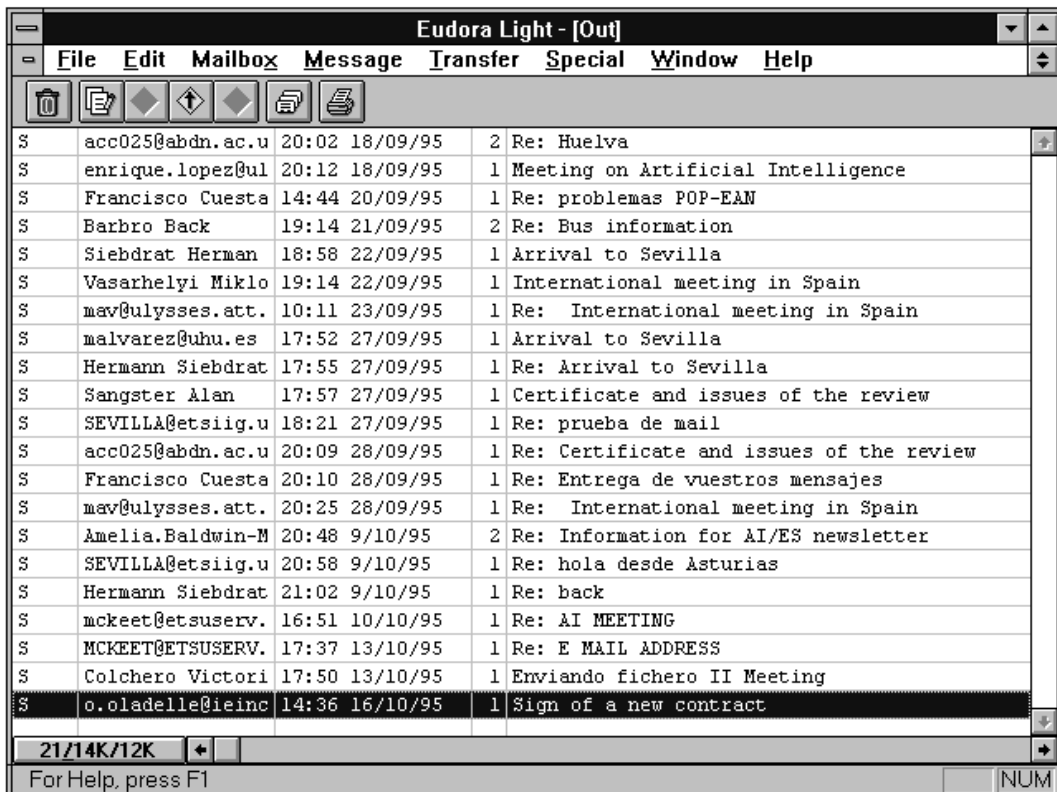 Eudora Light - [Out]
File Edit Mailbox Message Transfer Special Window Help
S acc025@abdn.ac.u 20:02 18/09/95 2 Re: Huelva
S enrique.lopez@ul 20:12 18/09/95 1 Meeting on Artificial Intelligence
S Francisco Cuesta 14:44 20/09/95 1 Re: problemas POP-EAN
S Barbro Back 19:14 21/09/95 2 Re: Bus information
S Siebdrat Herman 18:58 22/09/95 1 Arrival to Sevilla
S Vasarhelyi Miklo 19:14 22/09/95 1 International meeting in Spain
S mav@ulysses.att. 10:11 23/09/95 1 Re:  International meeting in Spain
S malvarez@uhu.es 17:52 27/09/95 1 Arrival to Sevilla
S Hermann Siebdrat 17:55 27/09/95 1 Re: Arrival to Sevilla
S Sangster Alan 17:57 27/09/95 1 Certificate and issues of the review
S SEVILLA@etsiig.u 18:21 27/09/95 1 Re: prueba de mail
S acc025@abdn.ac.u 20:09 28/09/95 1 Re: Certificate and issues of the review
S Francisco Cuesta 20:10 28/09/95 1 Re: Entrega de vuestros mensajes
S mav@ulysses.att. 20:25 28/09/95 1 Re:  International meeting in Spain
S Amelia.Baldwin-M 20:48 9/10/95 2 Re: Information for AI/ES newsletter
S SEVILLA@etsiig.u 20:58 9/10/95 1 Re: hola desde Asturias
S Hermann Siebdrat 21:02 9/10/95 1 Re: back
S mckeet@etsuserv. 16:51 10/10/95 1 Re: AI MEETING
S MCKEET@ETSUSERV. 17:37 13/10/95 1 Re: E MAIL ADDRESS
S Colchero Victori 17:50 13/10/95 1 Enviando fichero II Meeting
S o.oladelle@ieinc 14:36 16/10/95 1 Sign of a new contract
21/14K/12K
For Help, press F1 NUM